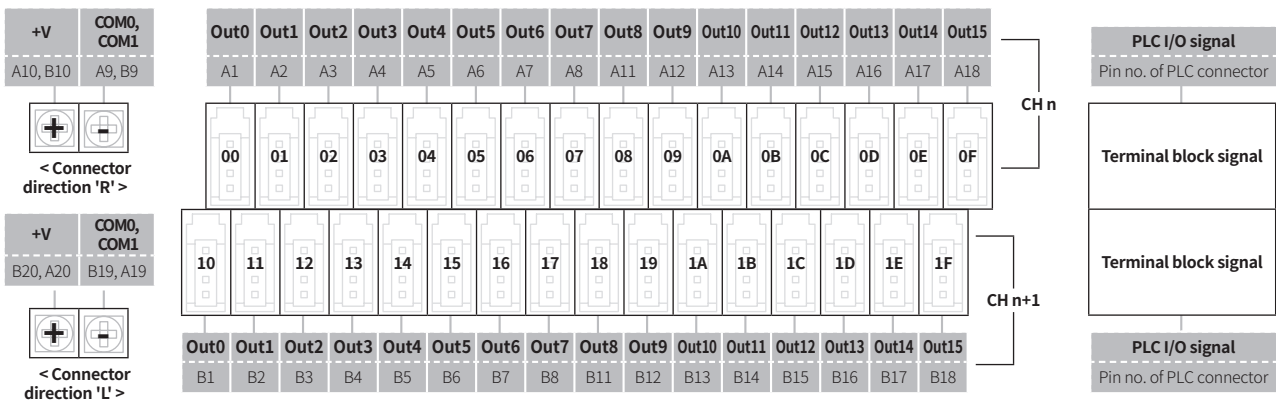 +V COM0, COM1
A10, B10 A9, B9
+ -
< Connector
direction 'R' >
+V COM0, COM1
B20, A20 B19, A19
+ -
< Connector
direction 'L' >
Out0 Out1 Out2 Out3 Out4 Out5 Out6 Out7 Out8 Out9 Out10 Out11 Out12 Out13 Out14 Out15
A1 A2 A3 A4 A5 A6 A7 A8 A11 A12 A13 A14 A15 A16 A17 A18
CH n
00 01 02 03 04 05 06 07 08 09 0A 0B 0C 0D 0E 0F
10 11 12 13 14 15 16 17 18 19 1A 1B 1C 1D 1E 1F
CH n+1
Out0 Out1 Out2 Out3 Out4 Out5 Out6 Out7 Out8 Out9 Out10 Out11 Out12 Out13 Out14 Out15
B1 B2 B3 B4 B5 B6 B7 B8 B11 B12 B13 B14 B15 B16 B17 B18
PLC I/O signal
Pin no. of PLC connector
Terminal block signal
Terminal block signal
PLC I/O signal
Pin no. of PLC connector